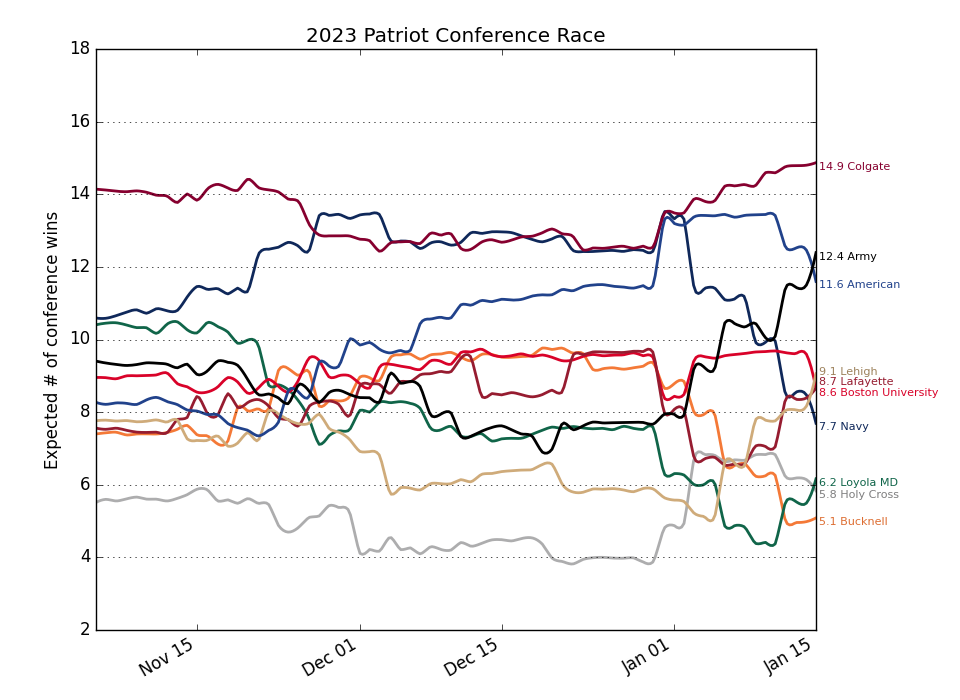 2023 Patriot Conference Race
Expected # of conference wins
18
16
14
12
10
8
6
4
2
Nov 15
Dec 01
Dec 15
Jan 01
Jan 15
14.9 Colgate
12.4 Army
11.6 American
9.1 Lehigh
8.7 Lafayette
8.6 Boston University
7.7 Navy
6.2 Loyola MD
5.8 Holy Cross
5.1 Bucknell